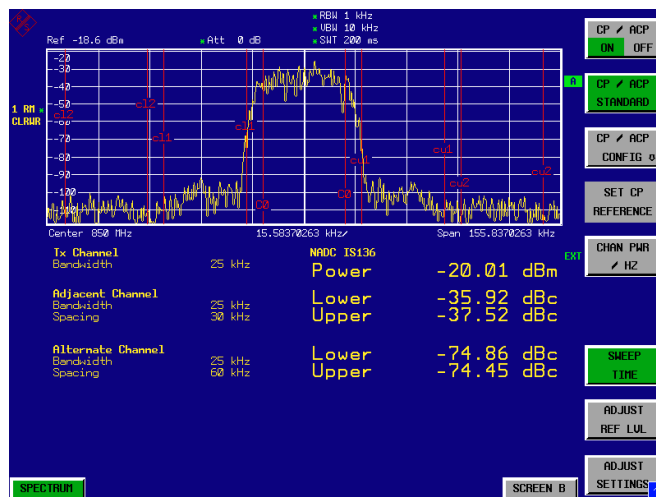 *RBW 1 kHz
*VBW 10 kHz
Ref -18.6 dBm *Att 0 dB *SWT 200 ms
CP / ACP
ON OFF
-20
-30
-40
-50
A
CP / ACP
STANDARD
1 RM *
CLRWR
cl2 cl2
cl1 cl1
cu1 cu1
cu2 cu2
C0 C0
-70
-80
-90
-100
CP / ACP
CONFIG
SET CP
REFERENCE
Center 850 MHz 15.58370263 kHz/ Span 155.8370263 kHz
Tx Channel NADC IS136 EXT
Bandwidth 25 kHz Power -20.01 dBm
CHAN PWR
/ HZ
Adjacent Channel Lower -35.92 dBc
Bandwidth 25 kHz Upper -37.52 dBc
Spacing 30 kHz
Alternate Channel Lower -74.86 dBc
Bandwidth 25 kHz Upper -74.45 dBc
Spacing 60 kHz
SWEEP
TIME
ADJUST
REF LVL
ADJUST
SETTINGS
SPECTRUM SCREEN B